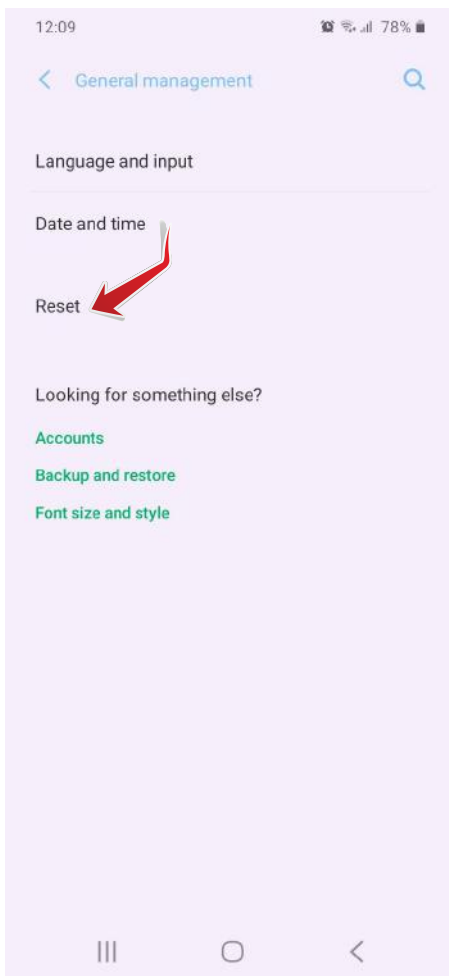 12:09 78%
General management
Language and input
Date and time
Reset
Looking for something else?
Accounts
Backup and restore
Font size and style